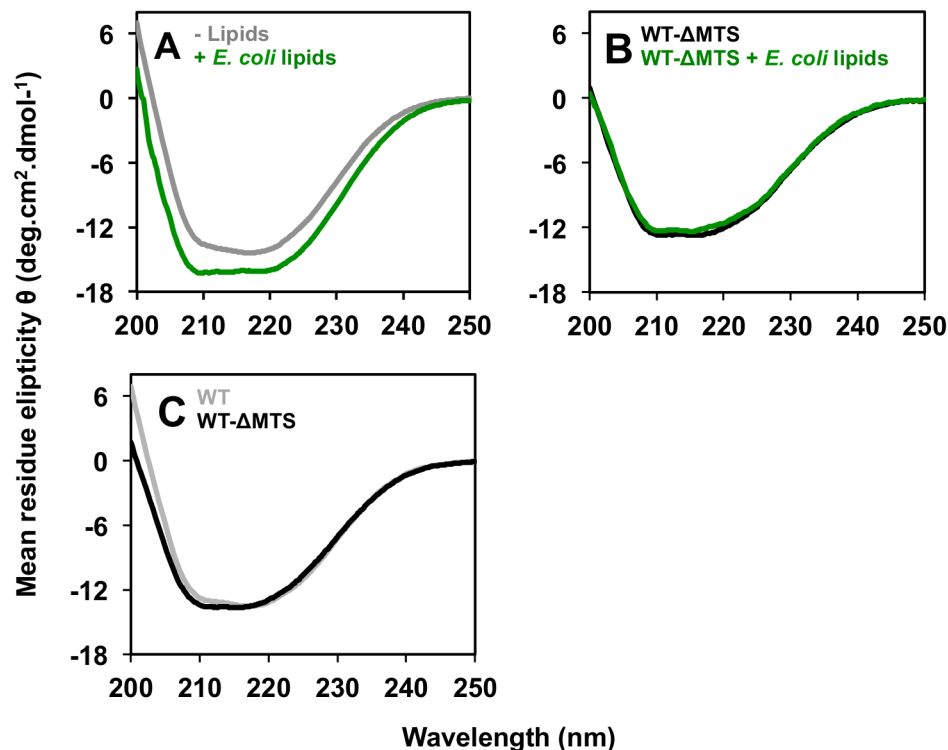 Mean residue elipticity θ (deg.cm².dmol-¹)
A
- Lipids
+ E. coli lipids
6
0
-6
-12
-18
200 210 220 230 240 250
B
WT-ΔMTS
WT-ΔMTS + E. coli lipids
6
0
-6
-12
-18
200 210 220 230 240 250
C
WT
WT-ΔMTS
6
0
-6
-12
-18
200 210 220 230 240 250
Wavelength (nm)